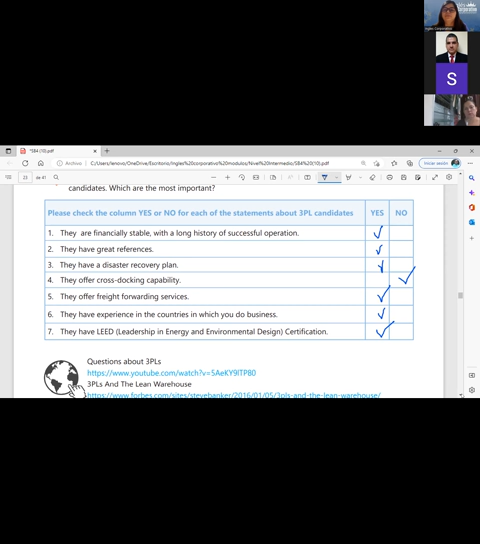 Ingles Corporativo
S
*SB4 (10).pdf
Archivo
C:/Users/lenovo/OneDrive/Escritorio/Ingles%20corporativo%20modulos/Nivel%20Intermedio/SB4%20(10).pdf
Iniciar sesión
23 de 41
candidates. Which are the most important?
Please check the column YES or NO for each of the statements about 3PL candidates YES NO
1. They are financially stable, with a long history of successful operation.
2. They have great references.
3. They have a disaster recovery plan.
4. They offer cross-docking capability.
5. They offer freight forwarding services.
6. They have experience in the countries in which you do business.
7. They have LEED (Leadership in Energy and Environmental Design) Certification.
Questions about 3PLs
https://www.youtube.com/watch?v=5AeKY9lTP80
3PLs And The Lean Warehouse
https://www.forbes.com/sites/stevebanker/2016/01/05/3pls-and-the-lean-warehouse/